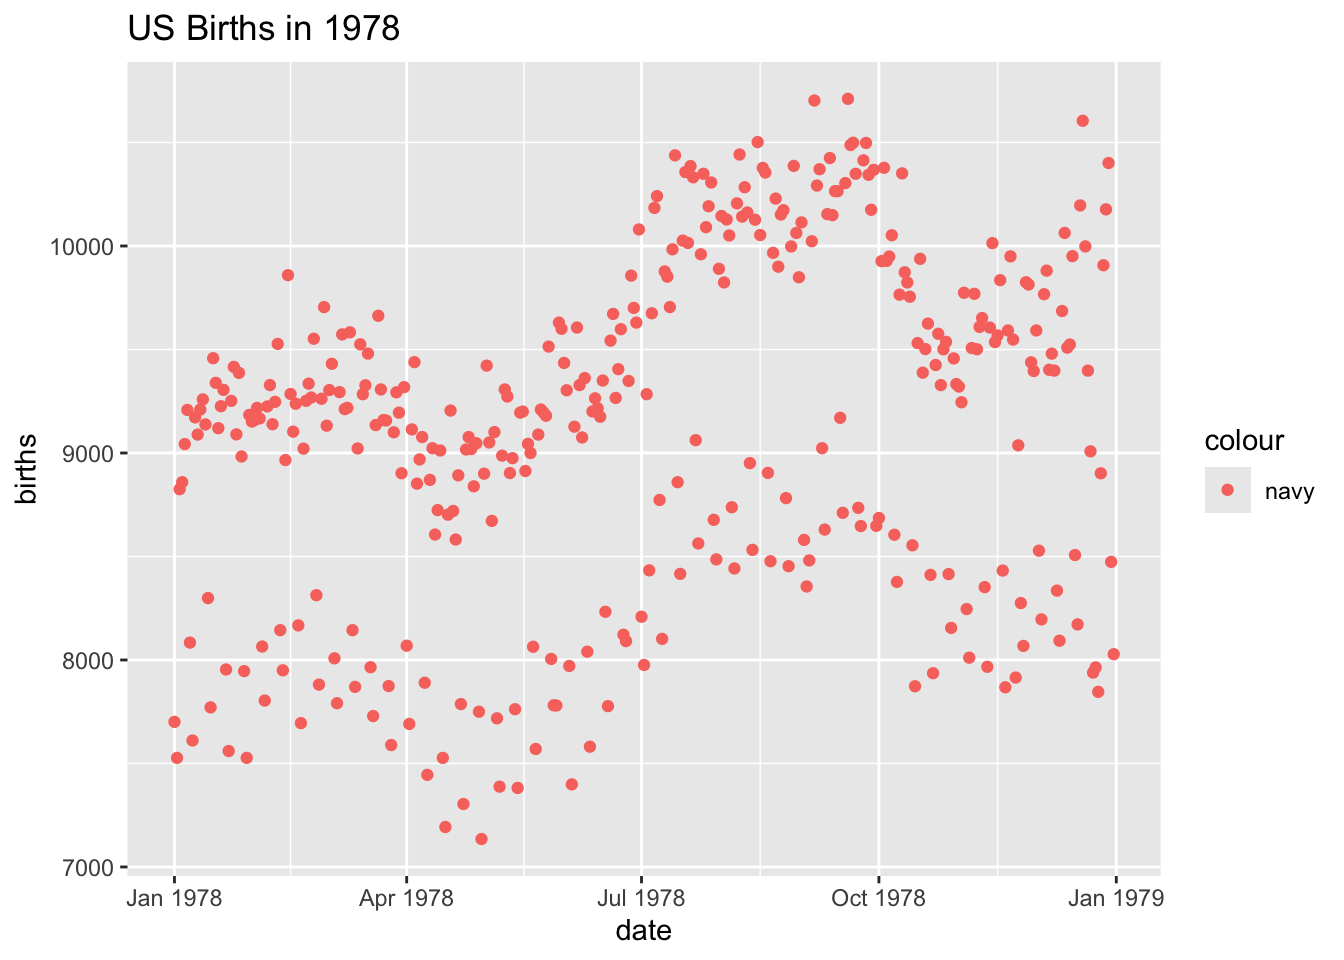 US Births in 1978
births
10000
9000
8000
7000
Jan 1978
Apr 1978
Jul 1978
Oct 1978
Jan 1979
date
colour
navy